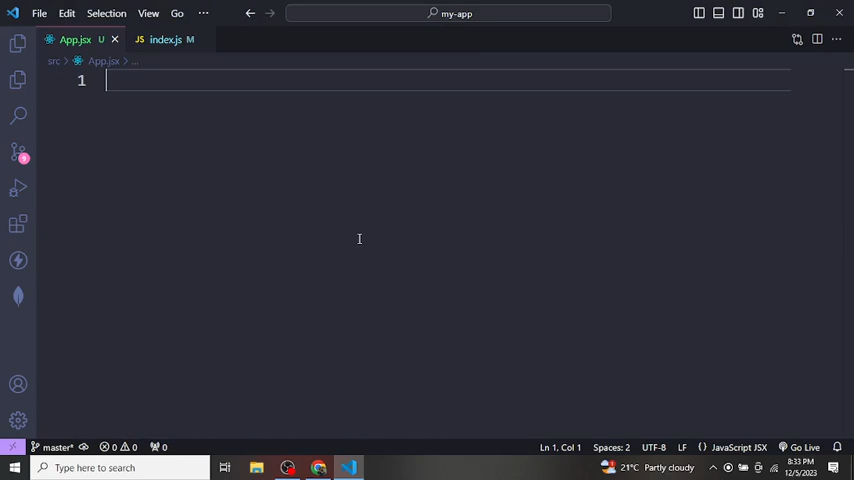 File Edit Selection View Go ··· my-app
App.jsx U JS index.js M
src > App.jsx > ...
1
9
master* 0 0 0 Ln 1, Col 1 Spaces: 2 UTF-8 LF {} JavaScript JSX Go Live
Type here to search 21°C Partly cloudy 8:33 PM
12/5/2023